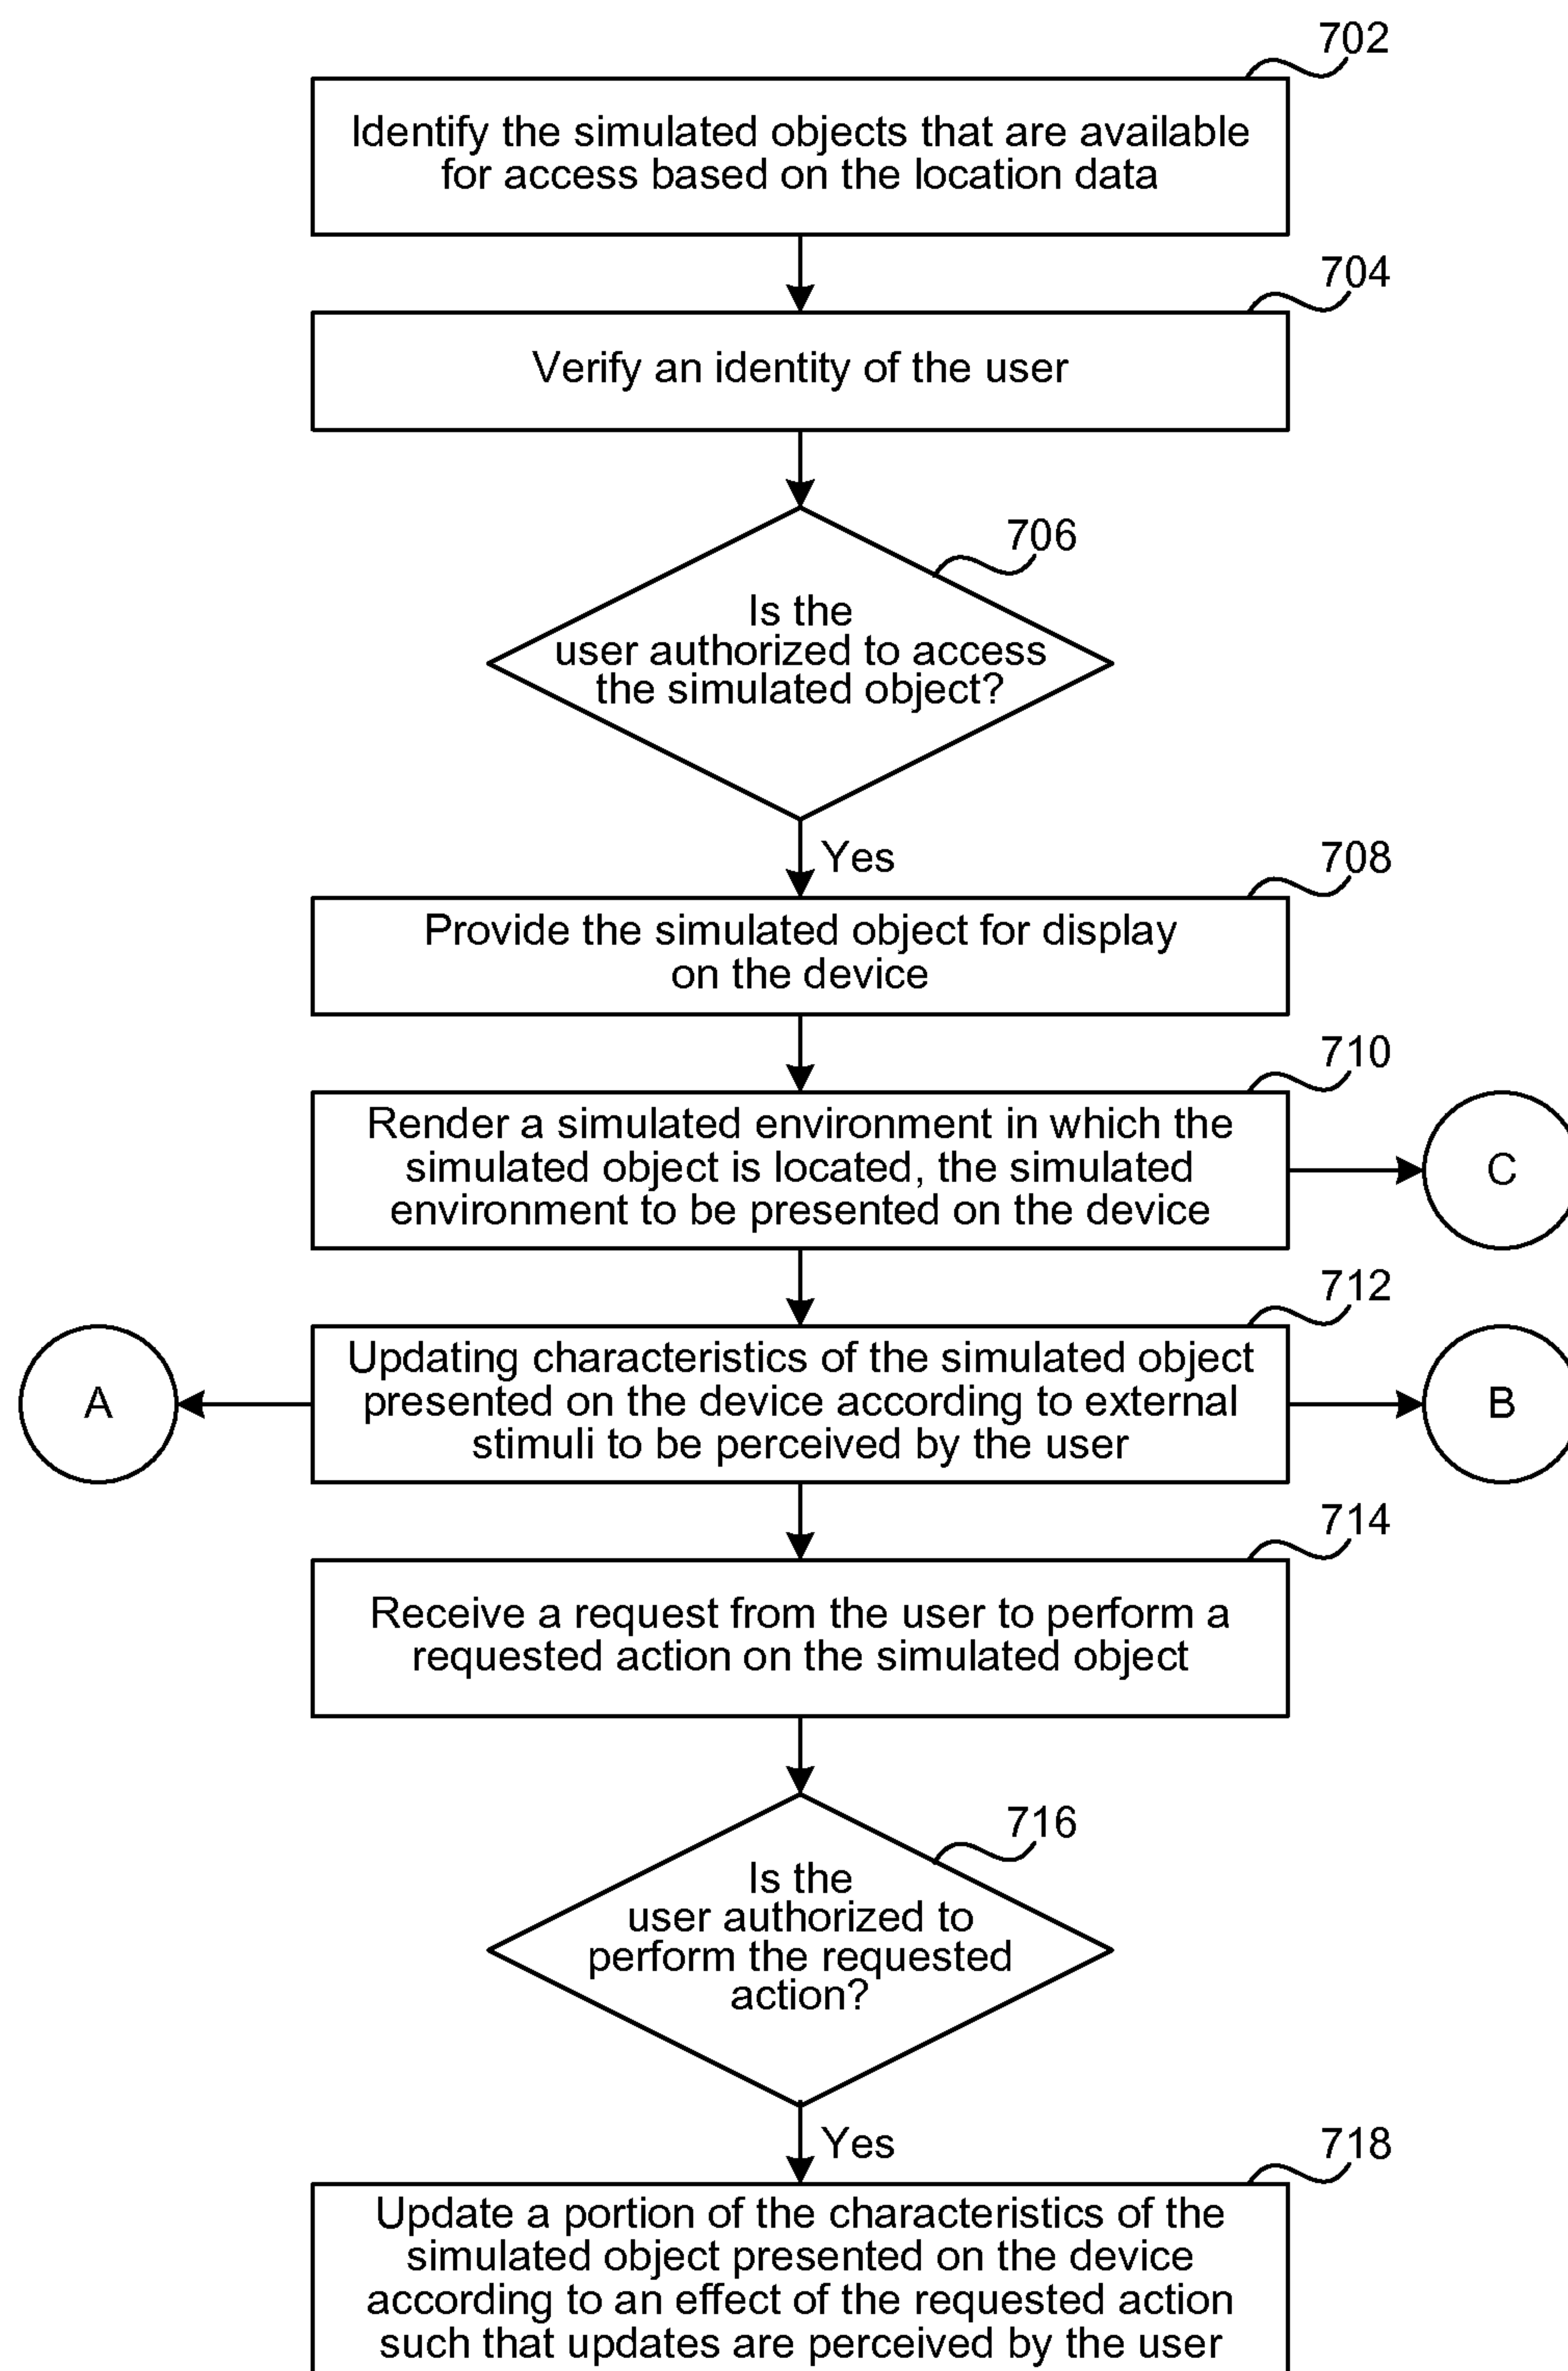 702
Identify the simulated objects that are available
for access based on the location data
704
Verify an identity of the user
706
Is the
user authorized to access
the simulated object?
Yes
708
Provide the simulated object for display
on the device
710
Render a simulated environment in which the
simulated object is located, the simulated
environment to be presented on the device
C
712
Updating characteristics of the simulated object
presented on the device according to external
stimuli to be perceived by the user
A
B
714
Receive a request from the user to perform a
requested action on the simulated object
716
Is the
user authorized to
perform the requested
action?
Yes
718
Update a portion of the characteristics of the
simulated object presented on the device
according to an effect of the requested action
such that updates are perceived by the user